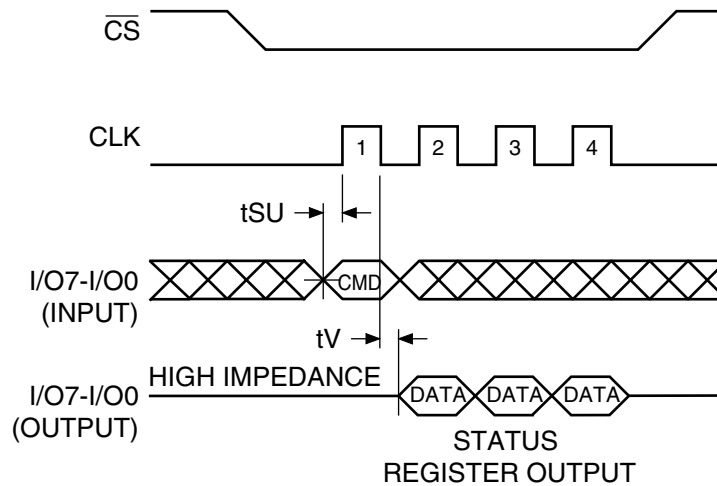 CS
CLK
1 2 3 4
tSU
I/O7-I/O0
(INPUT)
CMD
tV
HIGH IMPEDANCE
I/O7-I/O0
(OUTPUT)
DATA DATA DATA
STATUS
REGISTER OUTPUT